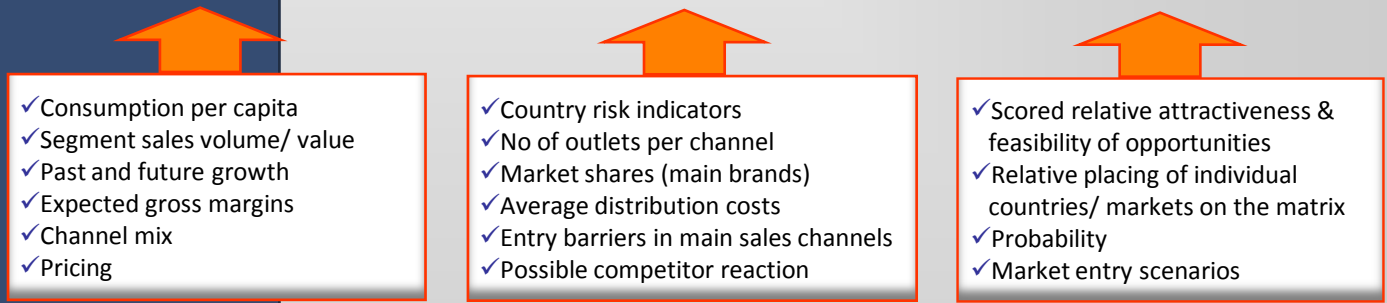 ✓Consumption per capita
✓Segment sales volume/ value
✓Past and future growth
✓Expected gross margins
✓Channel mix
✓Pricing
✓Country risk indicators
✓No of outlets per channel
✓Market shares (main brands)
✓Average distribution costs
✓Entry barriers in main sales channels
✓Possible competitor reaction
✓Scored relative attractiveness &
feasibility of opportunities
✓Relative placing of individual
countries/ markets on the matrix
✓Probability
✓Market entry scenarios